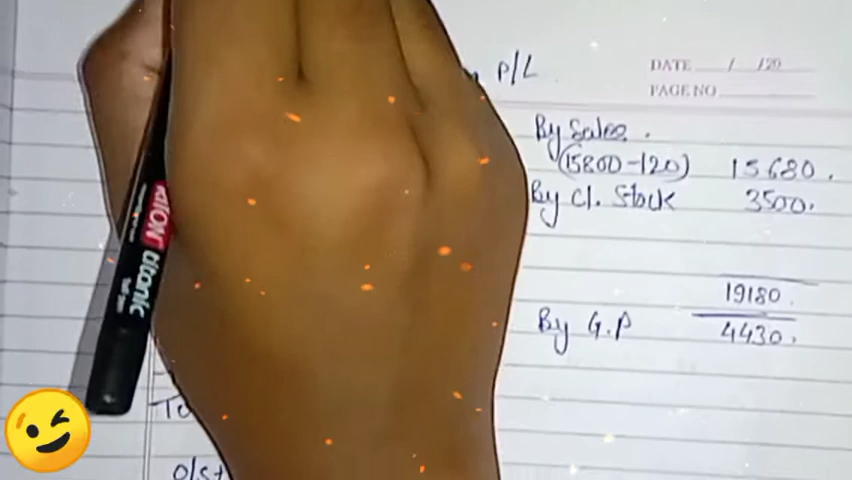 P/L
DATE / /20
PAGE NO
By Sales.
(15800-120) 15680.
By Cl. Stock 3500.
19180.
By G.P 4430.
To
o/st
titanic